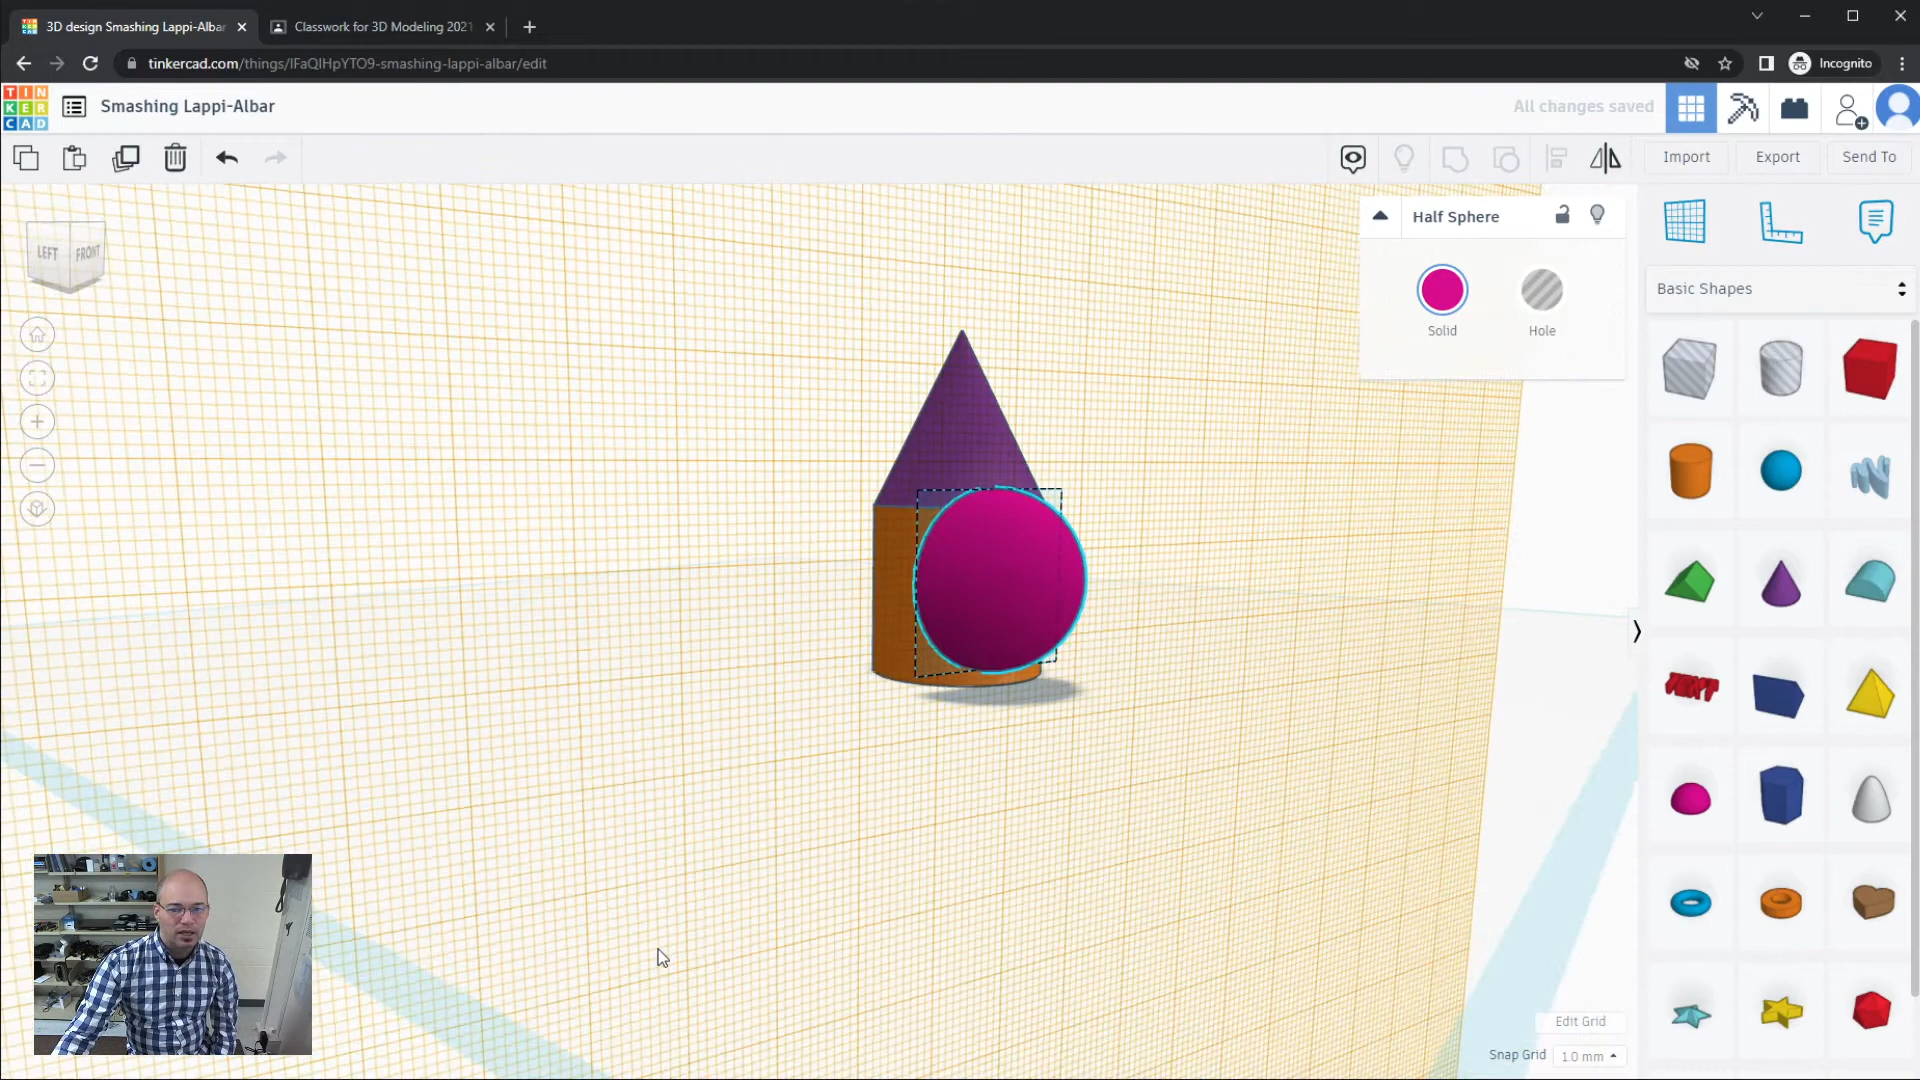 3D design Smashing Lappi-Albar
Classwork for 3D Modeling 2021
tinkercad.com/things/lFaQIHpYTO9-smashing-lappi-albar/edit
Incognito
TIN
KER
CAD
Smashing Lappi-Albar
All changes saved
Import
Export
Send To
LEFT
FRONT
Half Sphere
Solid
Hole
Basic Shapes
TEXT
Edit Grid
Snap Grid
1.0 mm